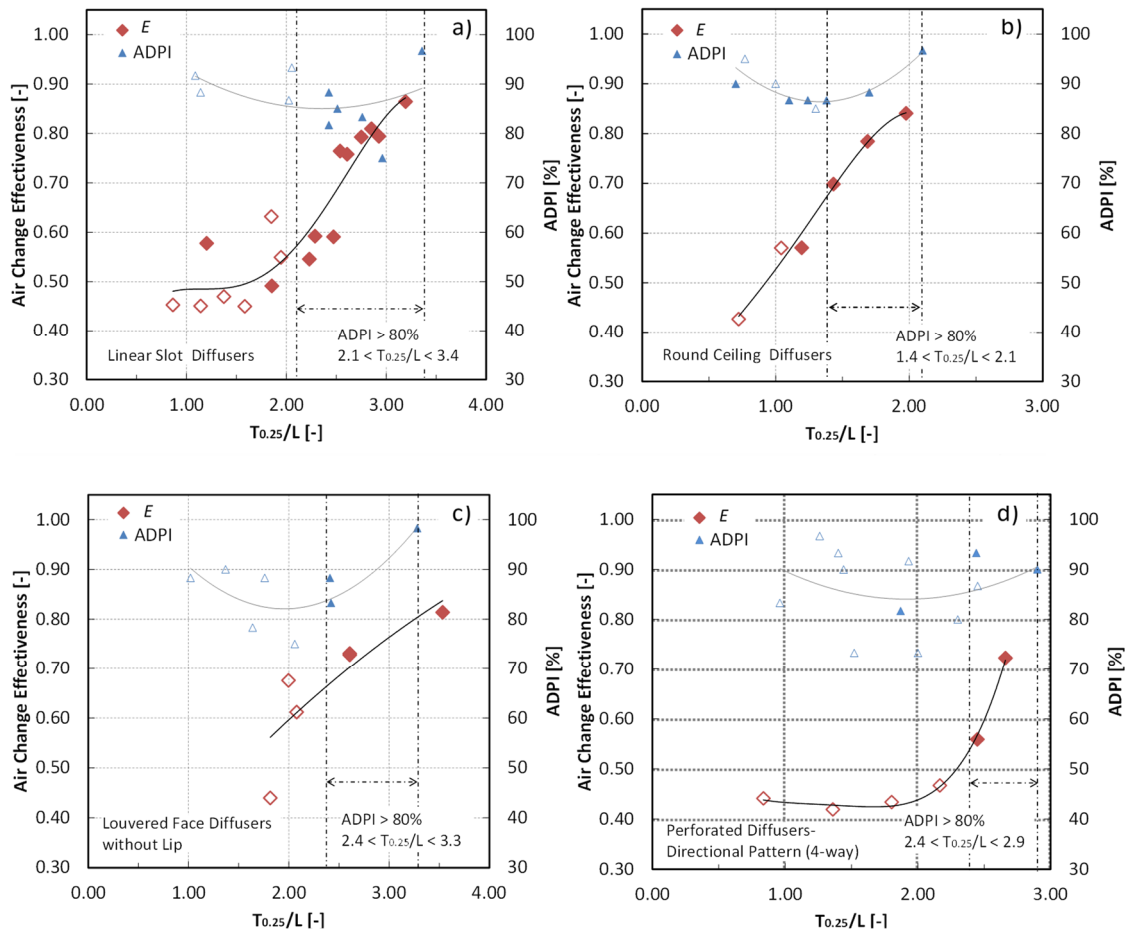 a)
E
ADPI
1.00
0.90
0.80
0.70
0.60
0.50
0.40
0.30
Air Change Effectiveness [-]
100
90
80
70
60
50
40
30
ADPI [%]
ADPI > 80%
2.1 < T0.25/L < 3.4
Linear Slot Diffusers
0.00 1.00 2.00 3.00 4.00
T0.25/L [-]
b)
E
ADPI
1.00
0.90
0.80
0.70
0.60
0.50
0.40
0.30
Air Change Effectiveness [-]
100
90
80
70
60
50
40
30
ADPI [%]
ADPI > 80%
1.4 < T0.25/L < 2.1
Round Ceiling Diffusers
0.00 1.00 2.00 3.00
T0.25/L [-]
c)
E
ADPI
1.00
0.90
0.80
0.70
0.60
0.50
0.40
0.30
Air Change Effectiveness [-]
100
90
80
70
60
50
40
30
ADPI [%]
ADPI > 80%
2.4 < T0.25/L < 3.3
Louvered Face Diffusers
without Lip
0.00 1.00 2.00 3.00 4.00
T0.25/L [-]
d)
E
ADPI
1.00
0.90
0.80
0.70
0.60
0.50
0.40
0.30
Air Change Effectiveness [-]
100
90
80
70
60
50
40
30
ADPI [%]
ADPI > 80%
2.4 < T0.25/L < 2.9
Perforated Diffusers-
Directional Pattern (4-way)
0.00 1.00 2.00 3.00
T0.25/L [-]